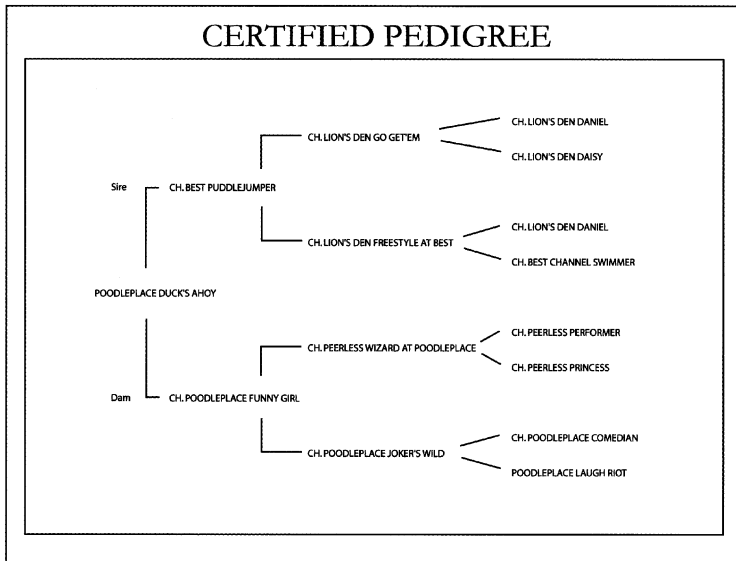 CERTIFIED PEDIGREE
CH. LION'S DEN DANIEL
CH. LION'S DEN GO GET'EM
CH. LION'S DEN DAISY
Sire
CH. BEST PUDDLEJUMPER
CH. LION'S DEN DANIEL
CH. LION'S DEN FREESTYLE AT BEST
CH. BEST CHANNEL SWIMMER
POODLEPLACE DUCK'S AHOY
CH. PEERLESS PERFORMER
CH. PEERLESS WIZARD AT POODLEPLACE
CH. PEERLESS PRINCESS
Dam
CH. POODLEPLACE FUNNY GIRL
CH. POODLEPLACE COMEDIAN
CH. POODLEPLACE JOKER'S WILD
POODLEPLACE LAUGH RIOT